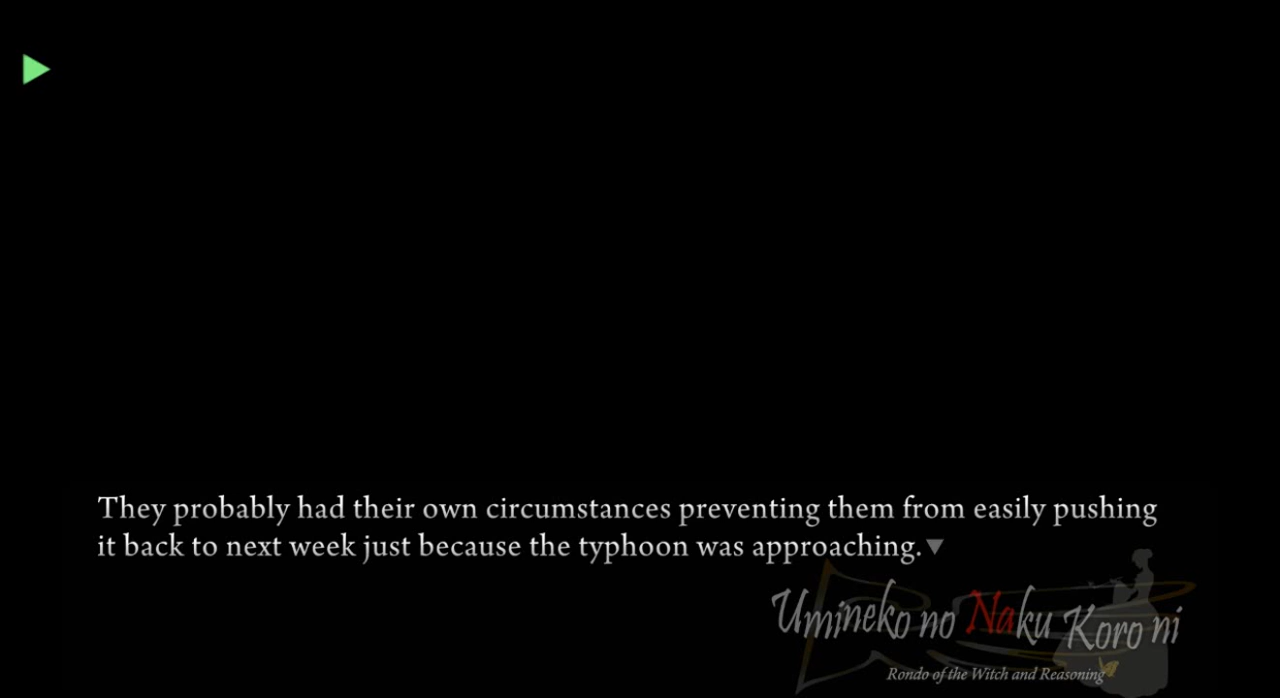 They probably had their own circumstances preventing them from easily pushing
it back to next week just because the typhoon was approaching.
Umineko no Naku Koro ni
Rondo of the Witch and Reasoning